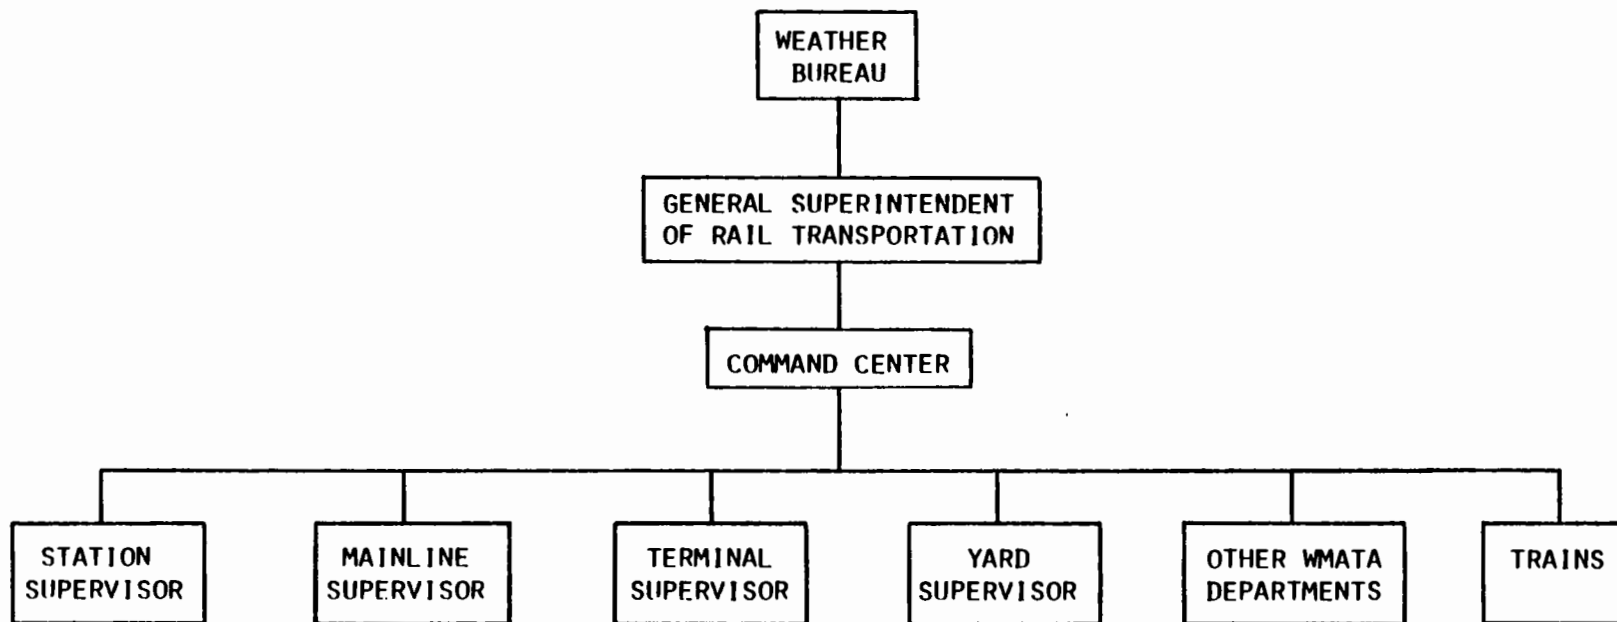 WEATHER
BUREAU
GENERAL SUPERINTENDENT
OF RAIL TRANSPORTATION
COMMAND CENTER
STATION
SUPERVISOR
MAINLINE
SUPERVISOR
TERMINAL
SUPERVISOR
YARD
SUPERVISOR
OTHER WMATA
DEPARTMENTS
TRAINS